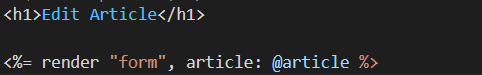 <h1>Edit Article</h1>
<%= render "form", article: @article %>